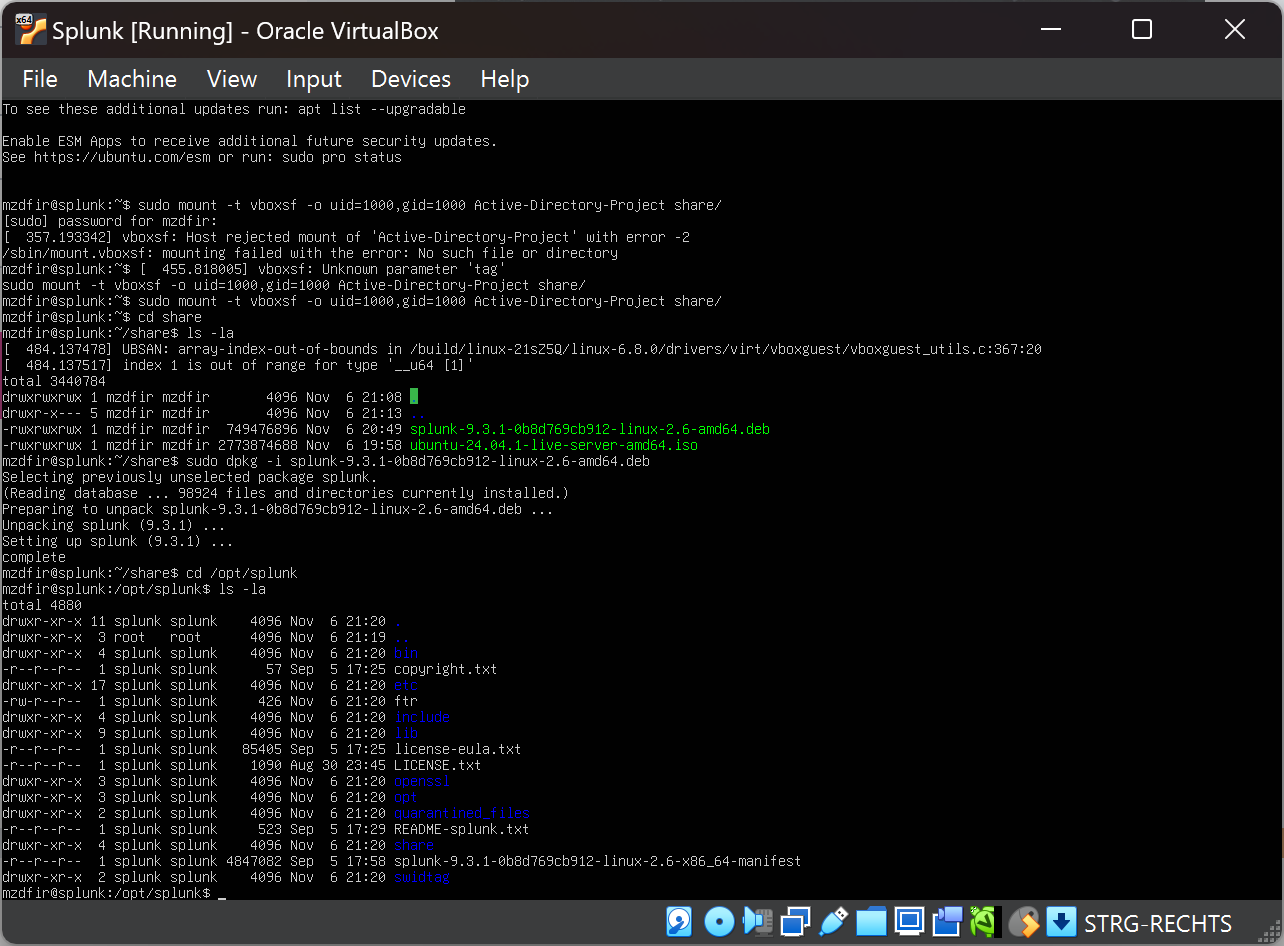 x64
Splunk [Running] - Oracle VirtualBox
File Machine View Input Devices Help
To see these additional updates run: apt list --upgradable
Enable ESM Apps to receive additional future security updates.
See https://ubuntu.com/esm or run: sudo pro status
mzdfir@splunk:~$ sudo mount -t vboxsf -o uid=1000,gid=1000 Active-Directory-Project share/
[sudo] password for mzdfir:
[  357.193342] vboxsf: Host rejected mount of 'Active-Directory-Project' with error -2
/sbin/mount.vboxsf: mounting failed with the error: No such file or directory
mzdfir@splunk:~$ [  455.818005] vboxsf: Unknown parameter 'tag'
sudo mount -t vboxsf -o uid=1000,gid=1000 Active-Directory-Project share/
mzdfir@splunk:~$ sudo mount -t vboxsf -o uid=1000,gid=1000 Active-Directory-Project share/
mzdfir@splunk:~$ cd share
mzdfir@splunk:~/share$ ls -la
[  484.137478] UBSAN: array-index-out-of-bounds in /build/linux-21sZ5Q/linux-6.8.0/drivers/virt/vboxguest/vboxguest_utils.c:367:20
[  484.137517] index 1 is out of range for type '__u64 [1]'
total 3440784
drwxrwxrwx 1 mzdfir mzdfir       4096 Nov  6 21:08 .
drwxr-x--- 5 mzdfir mzdfir       4096 Nov  6 21:13 ..
-rwxrwxrwx 1 mzdfir mzdfir  749476896 Nov  6 20:49 splunk-9.3.1-0b8d769cb912-linux-2.6-amd64.deb
-rwxrwxrwx 1 mzdfir mzdfir 2773874688 Nov  6 19:58 ubuntu-24.04.1-live-server-amd64.iso
mzdfir@splunk:~/share$ sudo dpkg -i splunk-9.3.1-0b8d769cb912-linux-2.6-amd64.deb
Selecting previously unselected package splunk.
(Reading database ... 98924 files and directories currently installed.)
Preparing to unpack splunk-9.3.1-0b8d769cb912-linux-2.6-amd64.deb ...
Unpacking splunk (9.3.1) ...
Setting up splunk (9.3.1) ...
complete
mzdfir@splunk:~/share$ cd /opt/splunk
mzdfir@splunk:/opt/splunk$ ls -la
total 4880
drwxr-xr-x 11 splunk splunk    4096 Nov  6 21:20 .
drwxr-xr-x  3 root   root      4096 Nov  6 21:19 ..
drwxr-xr-x  4 splunk splunk    4096 Nov  6 21:20 bin
-r--r--r--  1 splunk splunk      57 Sep  5 17:25 copyright.txt
drwxr-xr-x 17 splunk splunk    4096 Nov  6 21:20 etc
-rw-r--r--  1 splunk splunk     426 Nov  6 21:20 ftr
drwxr-xr-x  4 splunk splunk    4096 Nov  6 21:20 include
drwxr-xr-x  9 splunk splunk    4096 Nov  6 21:20 lib
-r--r--r--  1 splunk splunk   85405 Sep  5 17:25 license-eula.txt
-r--r--r--  1 splunk splunk    1090 Aug 30 23:45 LICENSE.txt
drwxr-xr-x  3 splunk splunk    4096 Nov  6 21:20 openssl
drwxr-xr-x  3 splunk splunk    4096 Nov  6 21:20 opt
drwxr-xr-x  2 splunk splunk    4096 Nov  6 21:20 quarantined_files
-r--r--r--  1 splunk splunk     523 Sep  5 17:29 README-splunk.txt
drwxr-xr-x  4 splunk splunk    4096 Nov  6 21:20 share
-r--r--r--  1 splunk splunk 4847082 Sep  5 17:58 splunk-9.3.1-0b8d769cb912-linux-2.6-x86_64-manifest
drwxr-xr-x  2 splunk splunk    4096 Nov  6 21:20 swidtag
mzdfir@splunk:/opt/splunk$ _
STRG-RECHTS